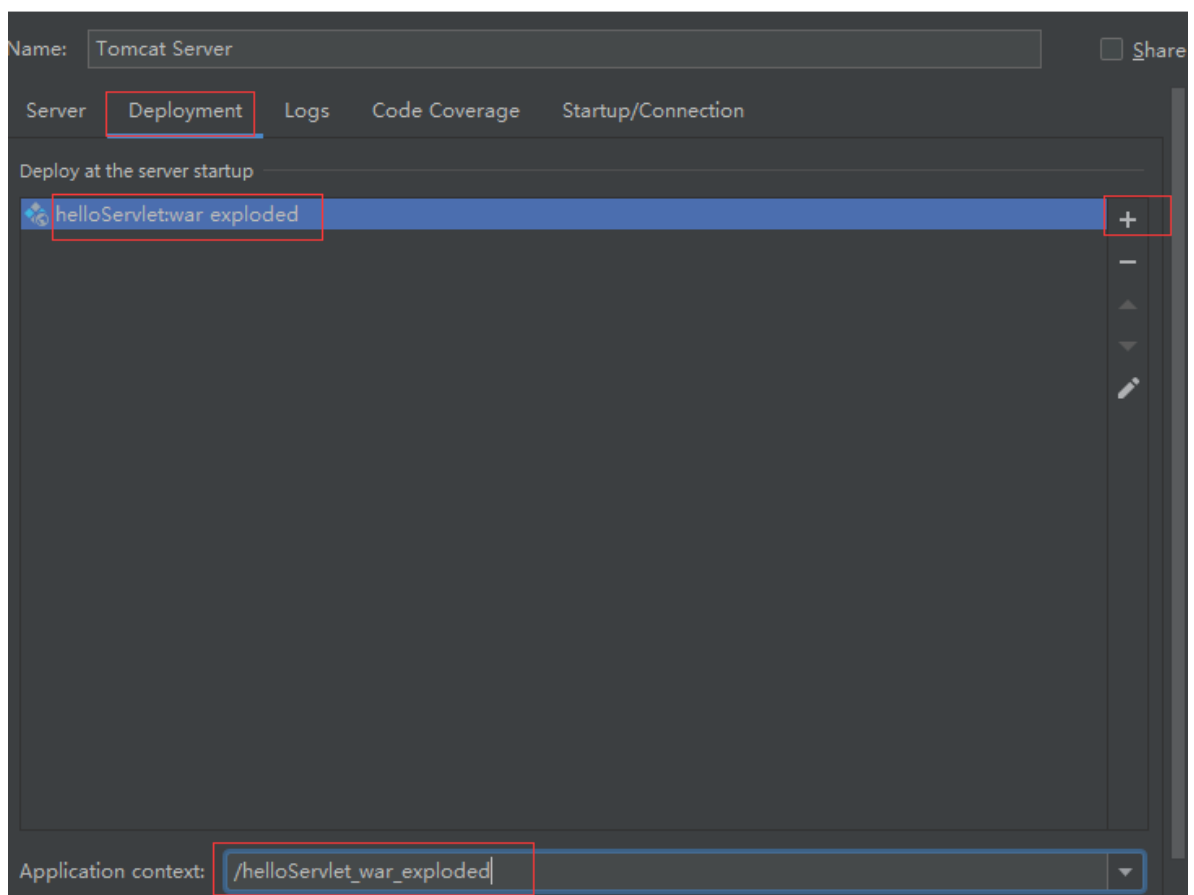 Name: Tomcat Server Share
Server Deployment Logs Code Coverage Startup/Connection
Deploy at the server startup
helloServlet:war exploded
Application context: /helloServlet_war_exploded